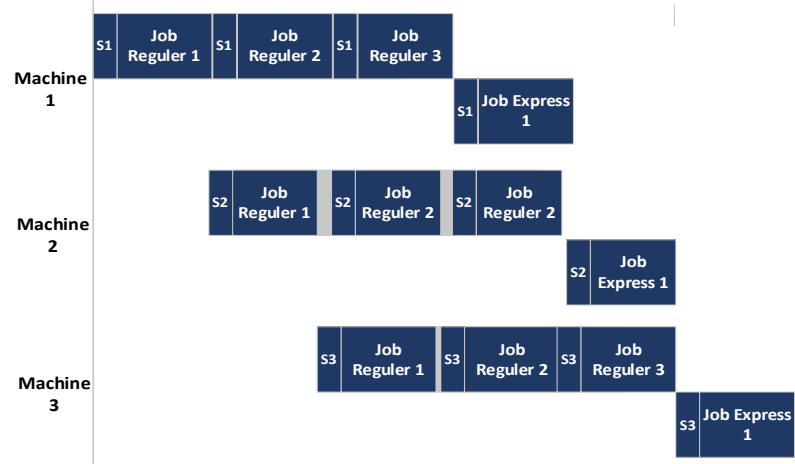 S1
Job
Reguler 1
S1
Job
Reguler 2
S1
Job
Reguler 3
Machine
1
S1
Job Express
1
S2
Job
Reguler 1
S2
Job
Reguler 2
S2
Job
Reguler 2
Machine
2
S2
Job
Express 1
S3
Job
Reguler 1
S3
Job
Reguler 2
S3
Job
Reguler 3
Machine
3
S3
Job Express
1